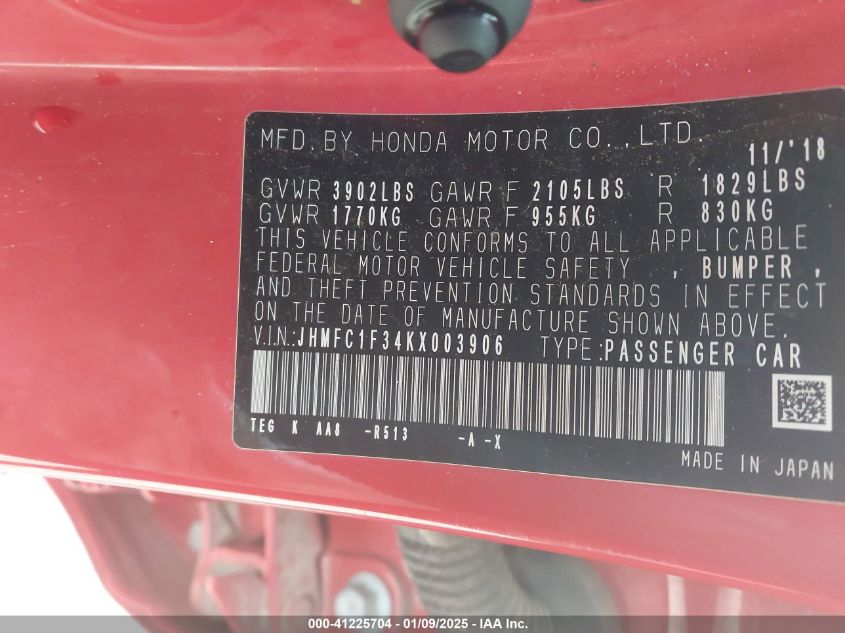 MFD. BY HONDA MOTOR CO., LTD. 11/'18
GVWR 3902LBS GAWR F 2105LBS R 1829LBS
GVWR 1770KG GAWR F 955KG R 830KG
THIS VEHICLE CONFORMS TO ALL APPLICABLE
FEDERAL MOTOR VEHICLE SAFETY , BUMPER ,
AND THEFT PREVENTION STANDARDS IN EFFECT
ON THE DATE OF MANUFACTURE SHOWN ABOVE.
V.I.N.:JHMFC1F34KX003906 TYPE:PASSENGER CAR
TEG K AA8 -R513 -A -X
MADE IN JAPAN
000-41225704 / 01/09/2025 - IAA Inc.